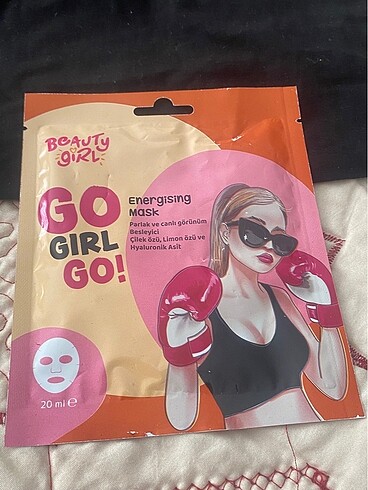 BEAUTY
GIRL
GO
GIRL
GO!
Energising
Mask
Parlak ve canlı görünüm
Besleyici
Çilek özü, Limon özü ve
Hyaluronik Asit
20 ml ℮